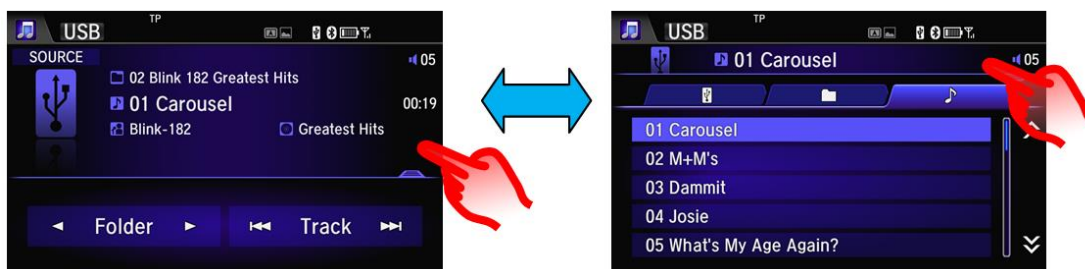 USB
TP
SOURCE
05
02 Blink 182 Greatest Hits
01 Carousel
00:19
Blink-182 Greatest Hits
Folder Track
USB
TP
01 Carousel
05
01 Carousel
02 M+M's
03 Dammit
04 Josie
05 What's My Age Again?